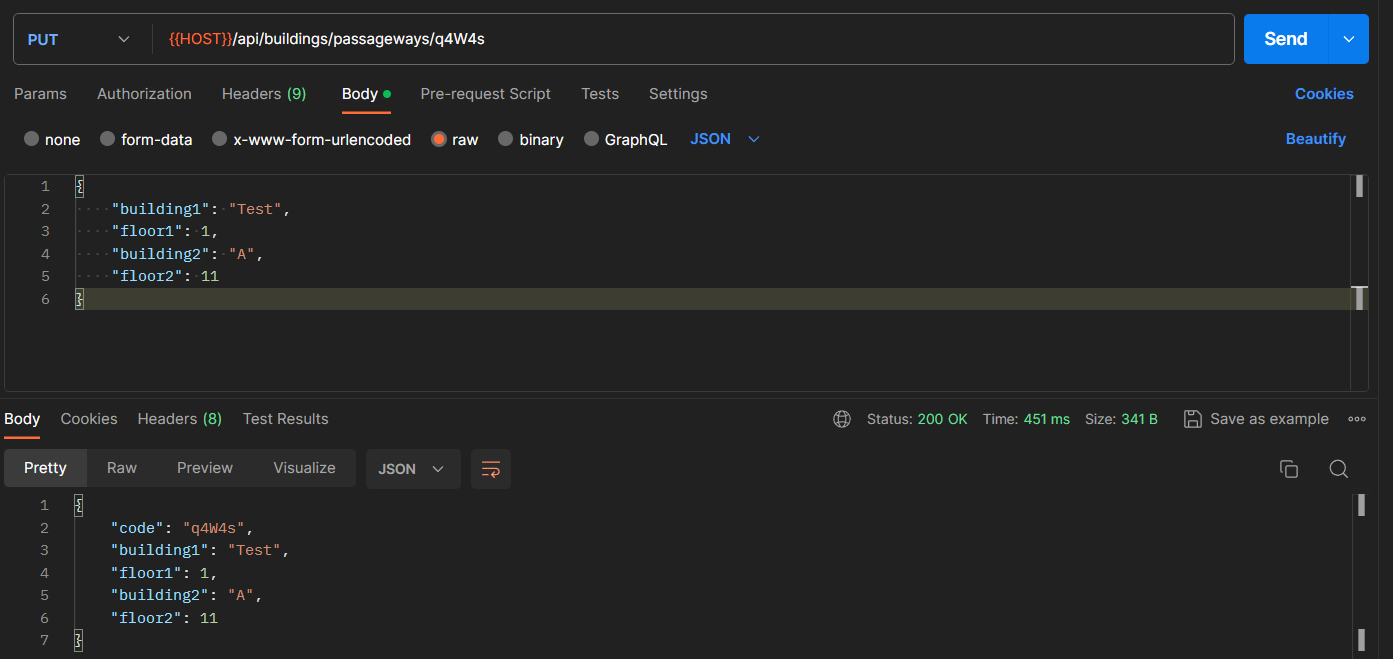 PUT {{HOST}}/api/buildings/passageways/q4W4s Send
Params Authorization Headers (9) Body Pre-request Script Tests Settings Cookies
none form-data x-www-form-urlencoded raw binary GraphQL JSON Beautify
1 {
2 "building1": "Test",
3 "floor1": 1,
4 "building2": "A",
5 "floor2": 11
6 }
Body Cookies Headers (8) Test Results Status: 200 OK Time: 451 ms Size: 341 B Save as example
Pretty Raw Preview Visualize JSON
1 {
2 "code": "q4W4s",
3 "building1": "Test",
4 "floor1": 1,
5 "building2": "A",
6 "floor2": 11
7 }